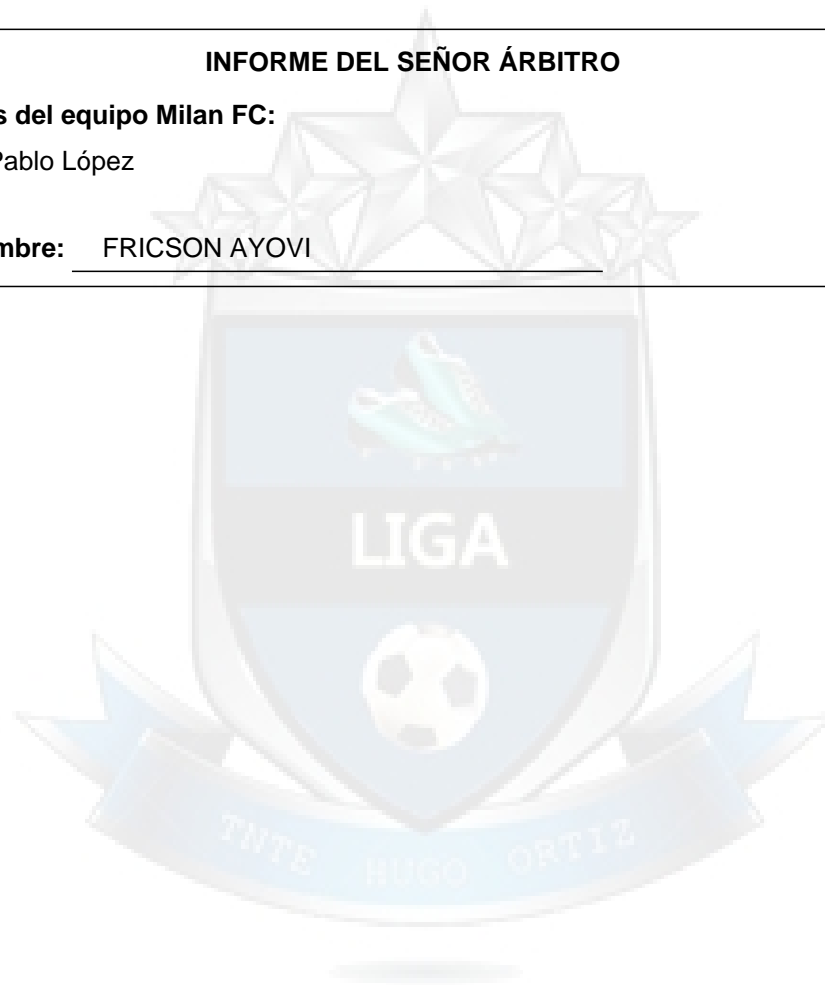 INFORME DEL SEÑOR ÁRBITRO
s del equipo Milan FC:
Pablo López
mbre: FRICSON AYOVI
LIGA
TNTE HUGO ORTIZ